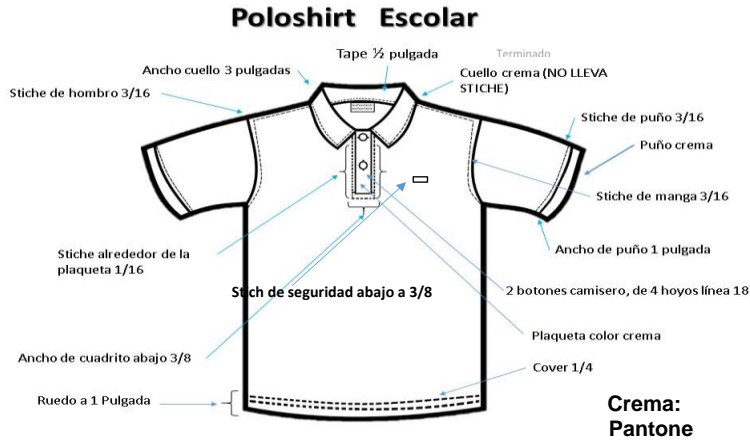 Poloshirt Escolar
Tape ½ pulgada
Terminado
Ancho cuello 3 pulgadas
Cuello crema (NO LLEVA
STICHE)
Stiche de hombro 3/16
Stiche de puño 3/16
Puño crema
Stiche de manga 3/16
Stiche alrededor de la
plaqueta 1/16
Ancho de puño 1 pulgada
Stich de seguridad abajo a 3/8
2 botones camisero, de 4 hoyos línea 18
Plaqueta color crema
Ancho de cuadrito abajo 3/8
Cover 1/4
Ruedo a 1 Pulgada
Crema:
Pantone